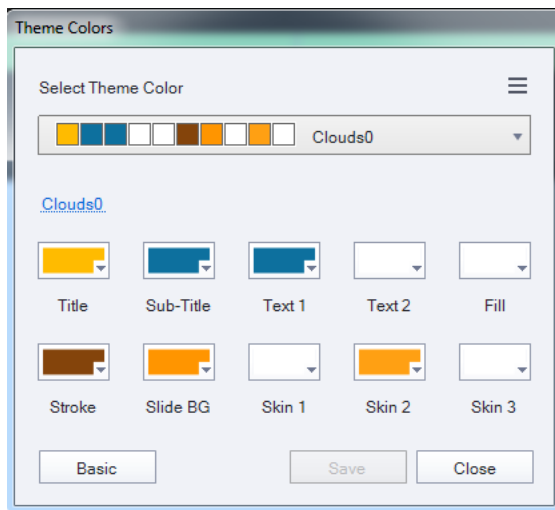 Theme Colors
Select Theme Color
Clouds0
Clouds0
Title Sub-Title Text 1 Text 2 Fill
Stroke Slide BG Skin 1 Skin 2 Skin 3
Basic Save Close